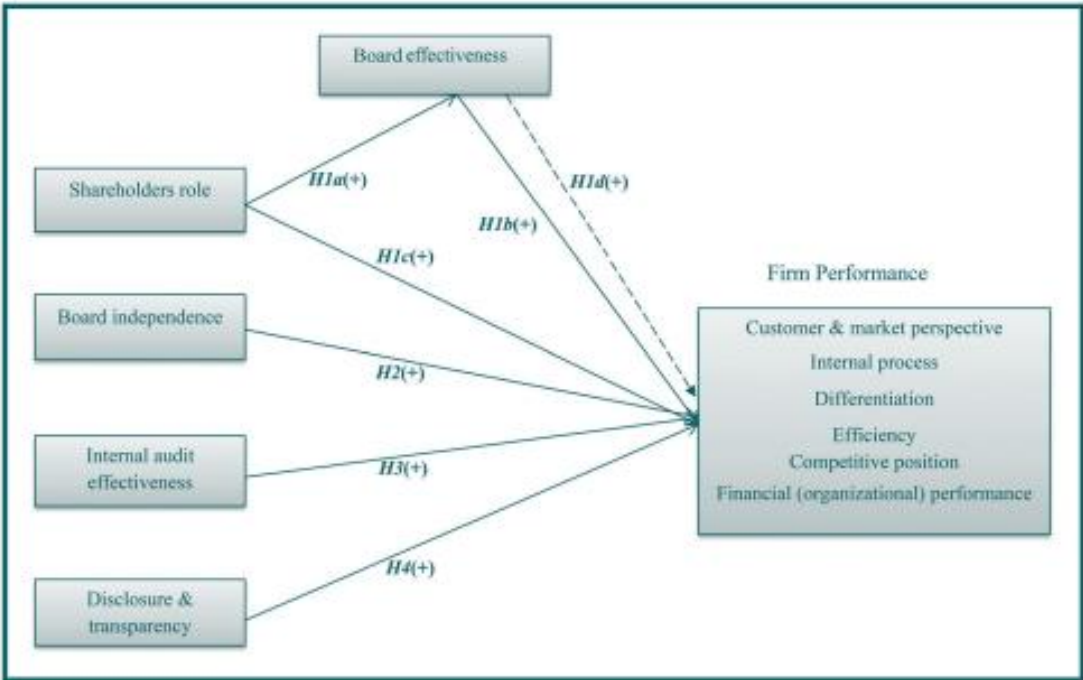 Board effectiveness
Shareholders role
H1a(+)
H1d(+)
H1b(+)
H1c(+)
Firm Performance
Board independence
H2(+)
Customer & market perspective
Internal process
Differentiation
Efficiency
Competitive position
Financial (organizational) performance
Internal audit
effectiveness
H3(+)
H4(+)
Disclosure &
transparency